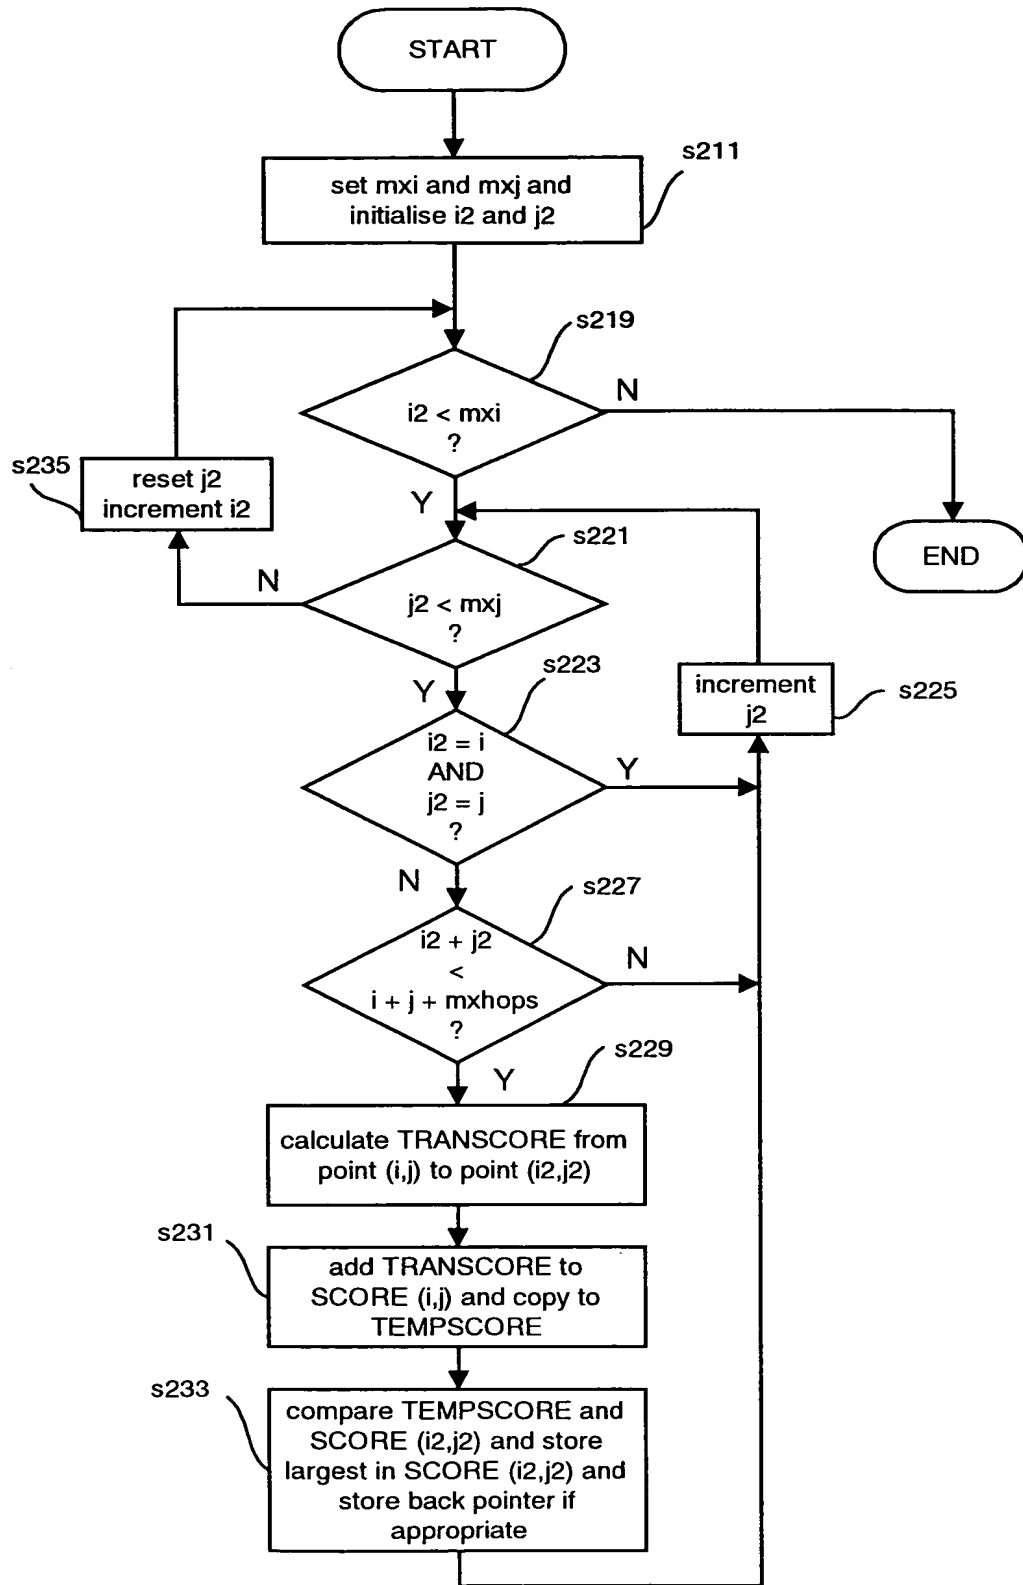 START
s211
set mxi and mxj and
initialise i2 and j2
s219
i2 < mxi
?
N
s235
reset j2
increment i2
Y
s221
END
N
j2 < mxj
?
s223
Y
increment
j2
s225
i2 = i
AND
j2 = j
?
Y
N
s227
i2 + j2
<
i + j + mxhops
?
N
s229
Y
calculate TRANSCORE from
point (i,j) to point (i2,j2)
s231
add TRANSCORE to
SCORE (i,j) and copy to
TEMPSCORE
s233
compare TEMPSCORE and
SCORE (i2,j2) and store
largest in SCORE (i2,j2) and
store back pointer if
appropriate